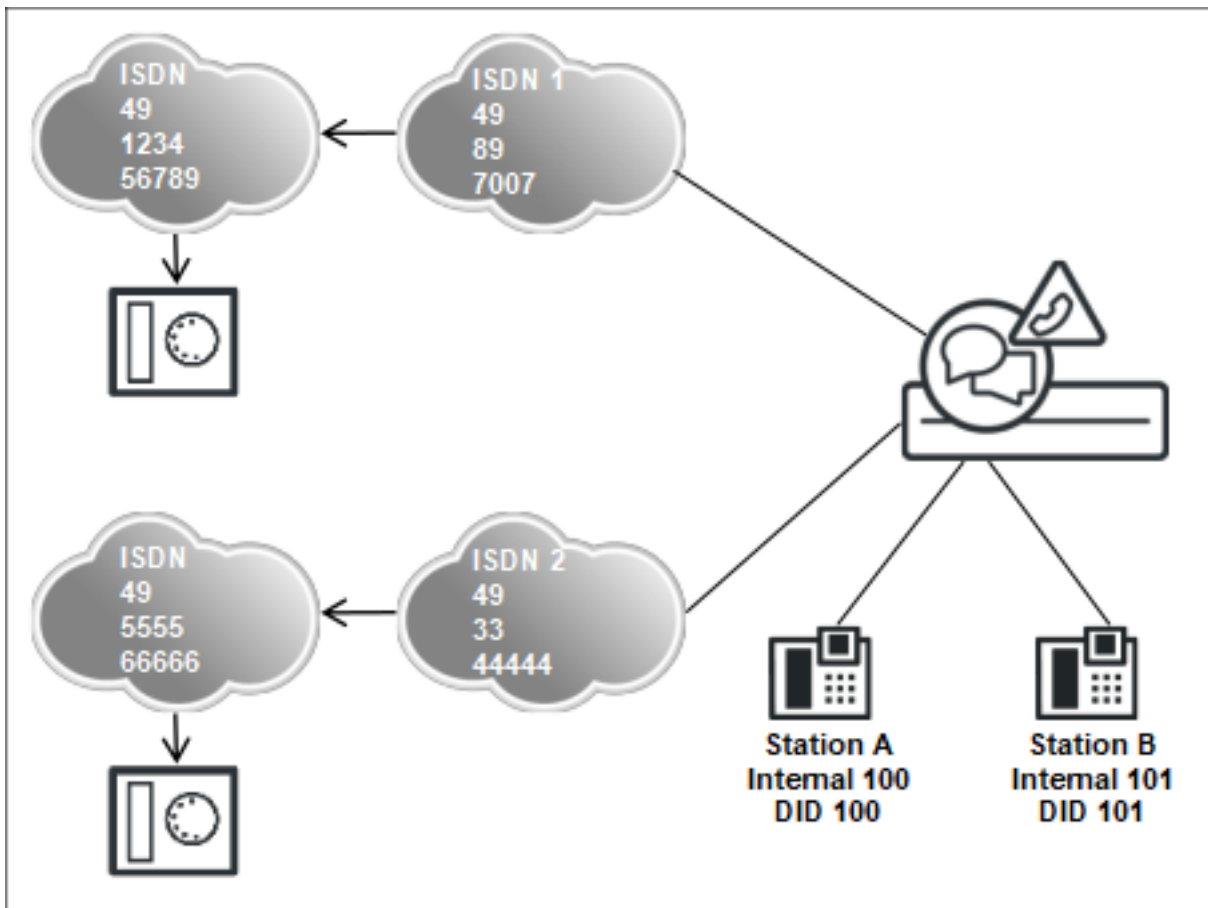 ISDN
49
1234
56789
ISDN 1
49
89
7007
ISDN
49
5555
66666
ISDN 2
49
33
44444
Station A
Internal 100
DID 100
Station B
Internal 101
DID 101